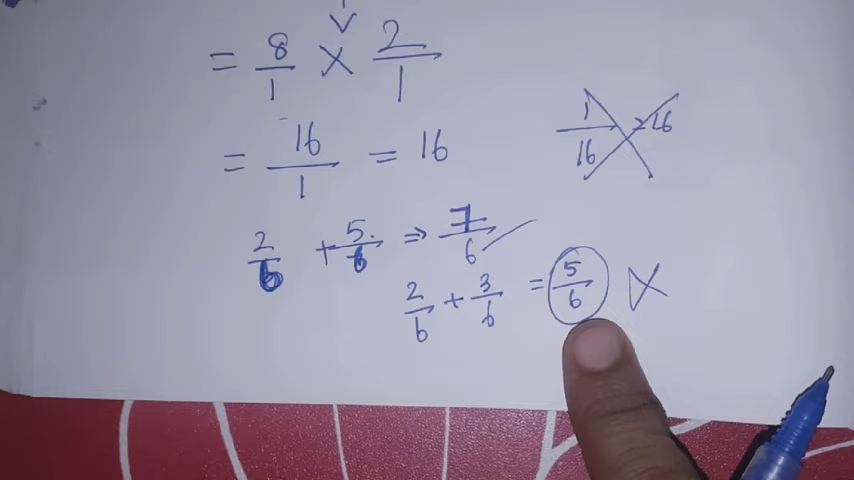 = 8/1 × 2/1
= 16/1 = 16
1/16 = 16
2/6 + 5/6 ⇒ 7/6 ✓
2/6 + 3/6 = 5/6 ×